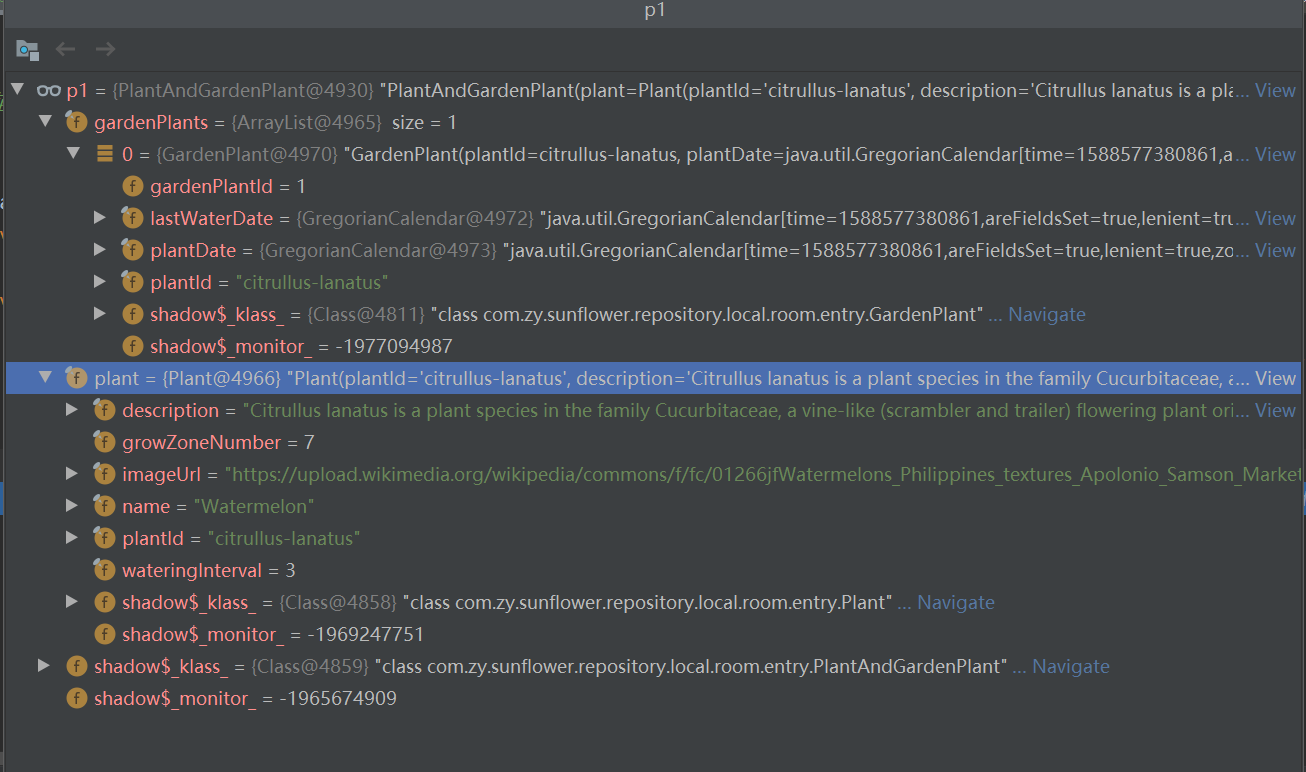 p1
p1 = {PlantAndGardenPlant@4930} "PlantAndGardenPlant(plant=Plant(plantId='citrullus-lanatus', description='Citrullus lanatus is a pla... View
gardenPlants = {ArrayList@4965} size = 1
0 = {GardenPlant@4970} "GardenPlant(plantId=citrullus-lanatus, plantDate=java.util.GregorianCalendar[time=1588577380861,a... View
gardenPlantId = 1
lastWaterDate = {GregorianCalendar@4972} "java.util.GregorianCalendar[time=1588577380861,areFieldsSet=true,lenient=tru... View
plantDate = {GregorianCalendar@4973} "java.util.GregorianCalendar[time=1588577380861,areFieldsSet=true,lenient=true,zo... View
plantId = "citrullus-lanatus"
shadow$_klass_ = {Class@4811} "class com.zy.sunflower.repository.local.room.entry.GardenPlant" ... Navigate
shadow$_monitor_ = -1977094987
plant = {Plant@4966} "Plant(plantId='citrullus-lanatus', description='Citrullus lanatus is a plant species in the family Cucurbitaceae, a... View
description = "Citrullus lanatus is a plant species in the family Cucurbitaceae, a vine-like (scrambler and trailer) flowering plant ori... View
growZoneNumber = 7
imageUrl = "https://upload.wikimedia.org/wikipedia/commons/f/fc/01266jfWatermelons_Philippines_textures_Apolonio_Samson_Market
name = "Watermelon"
plantId = "citrullus-lanatus"
wateringInterval = 3
shadow$_klass_ = {Class@4858} "class com.zy.sunflower.repository.local.room.entry.Plant" ... Navigate
shadow$_monitor_ = -1969247751
shadow$_klass_ = {Class@4859} "class com.zy.sunflower.repository.local.room.entry.PlantAndGardenPlant" ... Navigate
shadow$_monitor_ = -1965674909